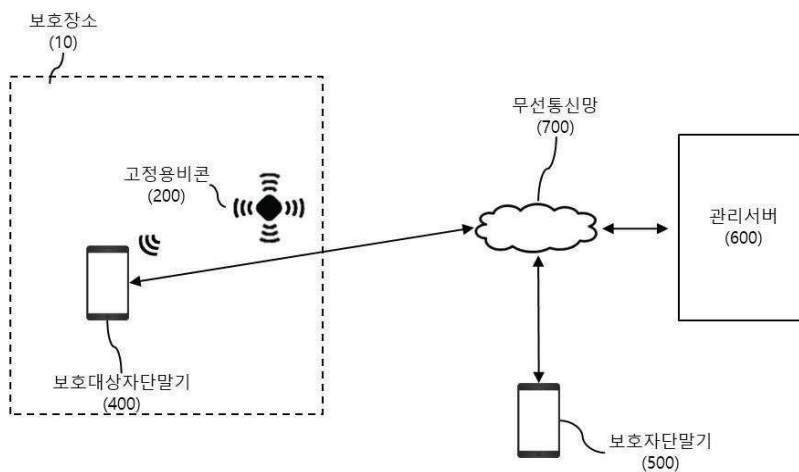 보호장소
(10)
무선통신망
(700)
고정용비콘
(200)
관리서버
(600)
보호대상자단말기
(400)
보호자단말기
(500)